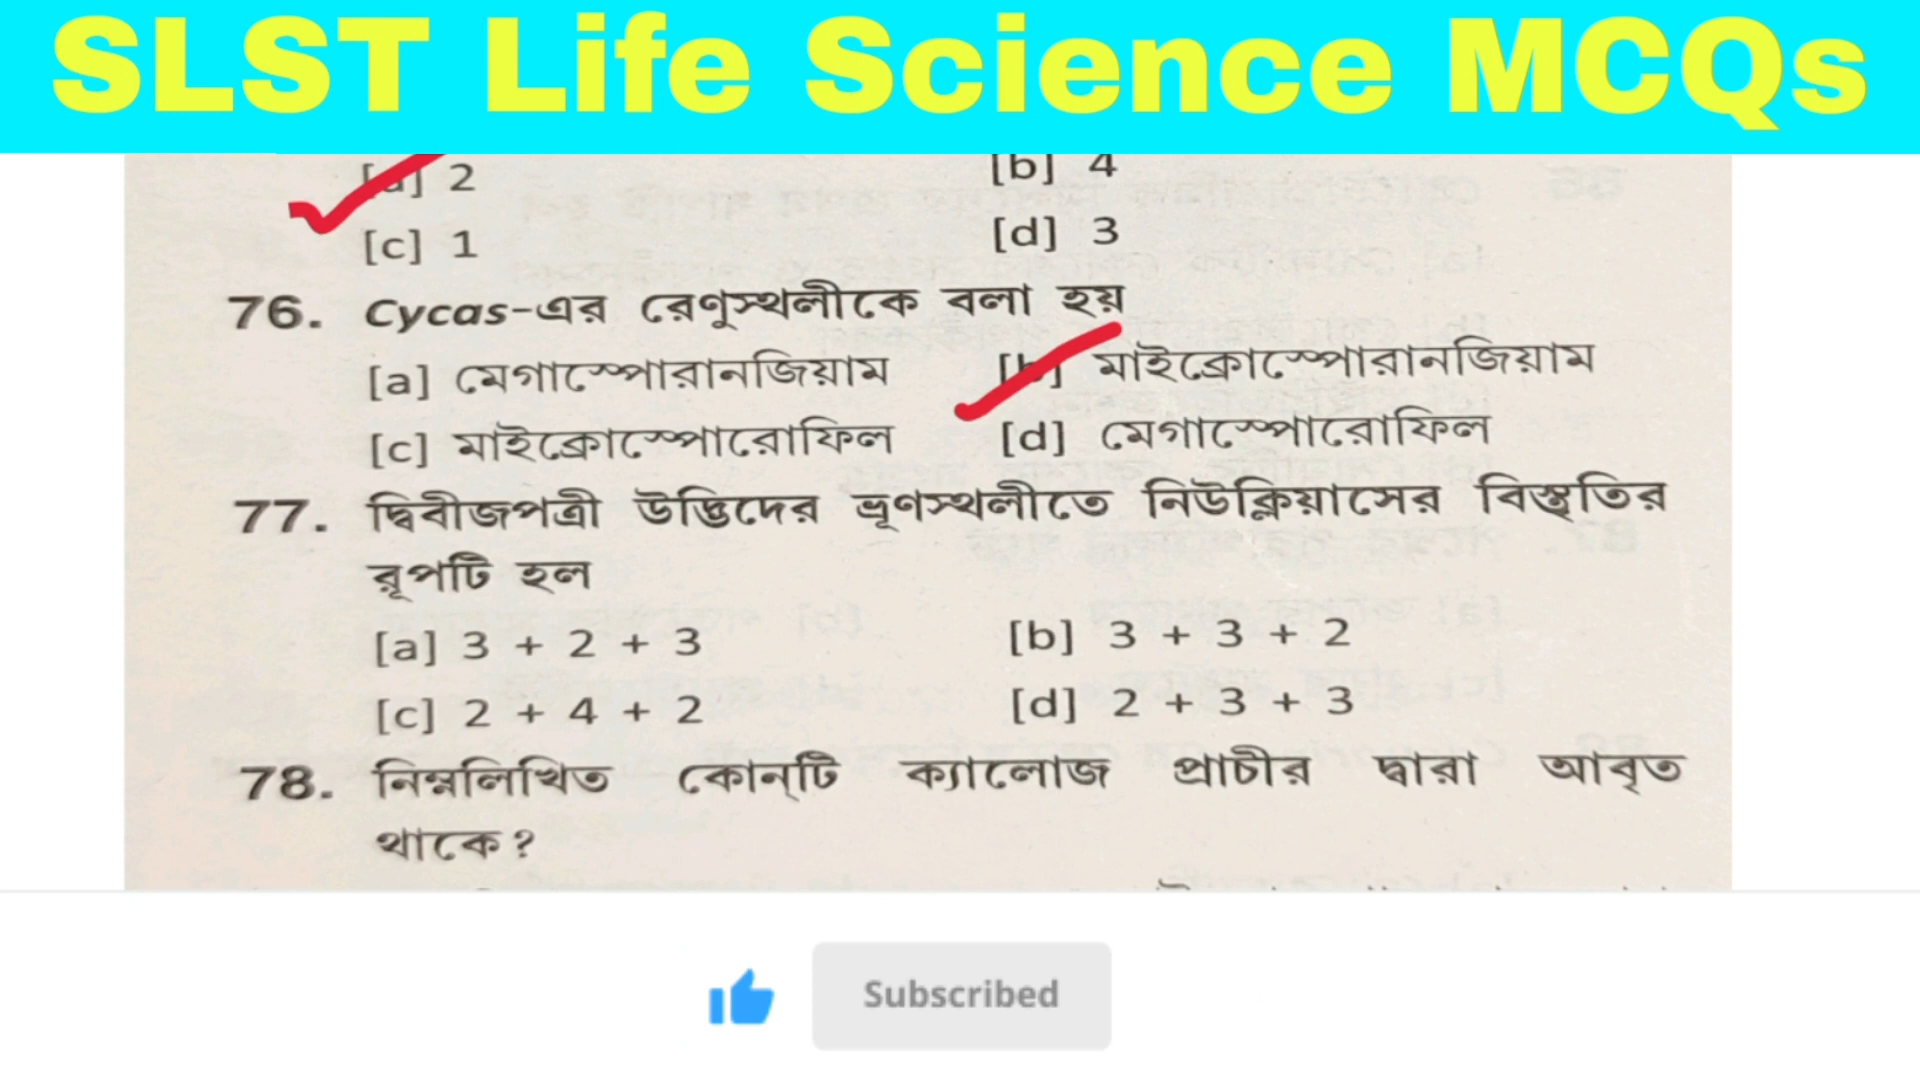 SLST Life Science MCQs
[a] 2 [b] 4
[c] 1 [d] 3
76. Cycas-এর রেণুস্থলীকে বলা হয়
[a] মেগাস্পোরানজিয়াম [b] মাইক্রোস্পোরানজিয়াম
[c] মাইক্রোস্পোরোফিল [d] মেগাস্পোরোফিল
77. দ্বিবীজপত্রী উদ্ভিদের ভ্রূণস্থলীতে নিউক্লিয়াসের বিস্তৃতির
রূপটি হল
[a] 3 + 2 + 3 [b] 3 + 3 + 2
[c] 2 + 4 + 2 [d] 2 + 3 + 3
78. নিম্নলিখিত কোন্‌টি ক্যালোজ প্রাচীর দ্বারা আবৃত
থাকে?
Subscribed